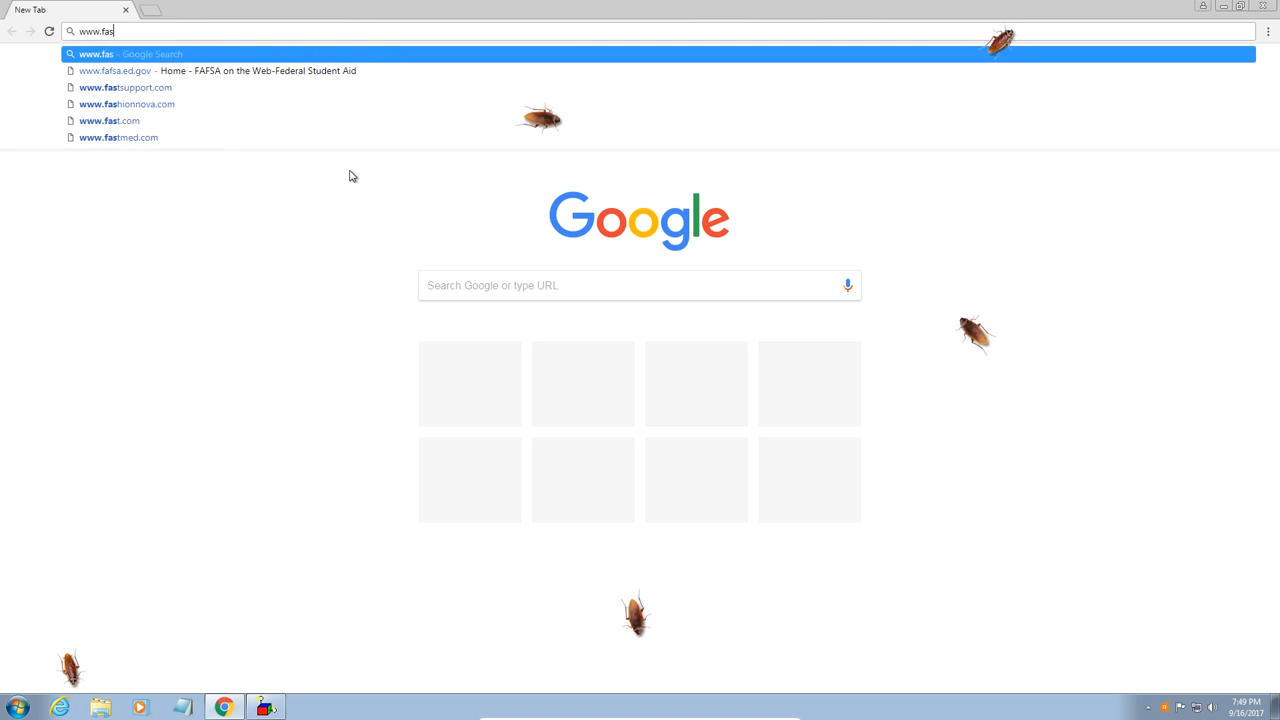 New Tab
www.fas
www.fas - Google Search
www.fafsa.ed.gov - Home - FAFSA on the Web-Federal Student Aid
www.fastsupport.com
www.fashionnova.com
www.fast.com
www.fastmed.com
Google
Search Google or type URL
7:49 PM
9/16/2017